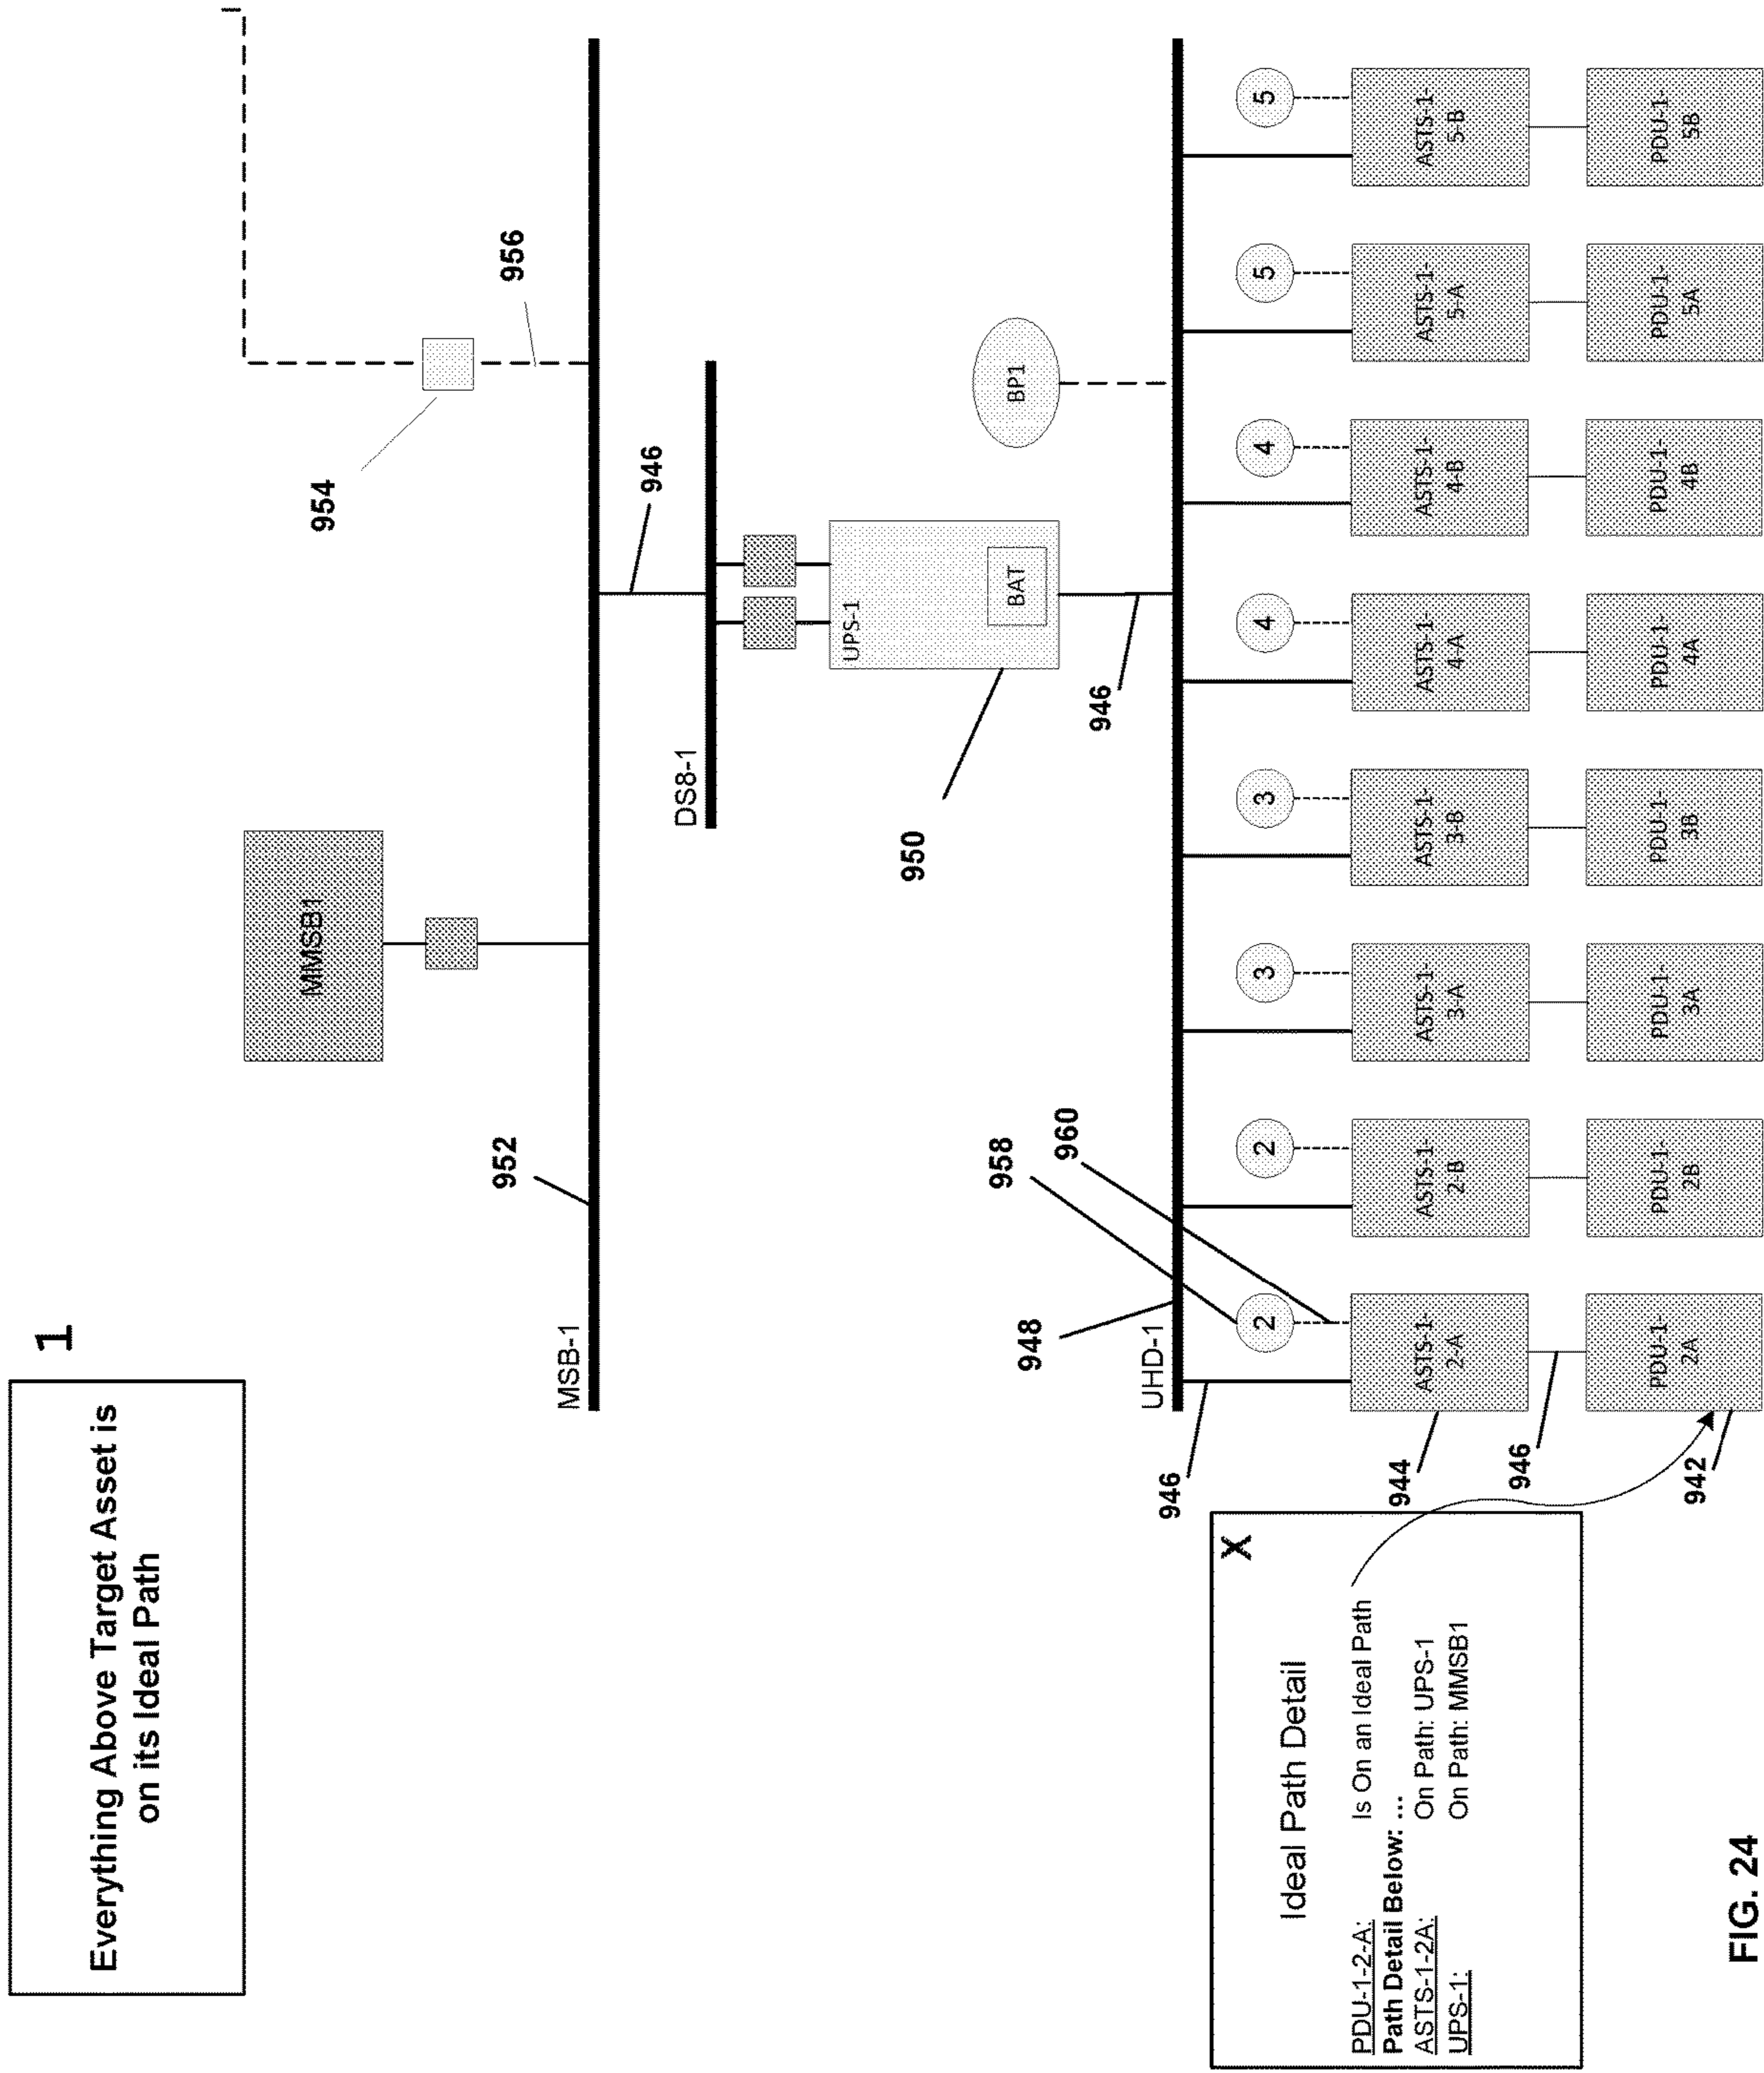 Everything Above Target Asset is
on its Ideal Path
1
MMSB1
954
956
952
MSB-1
946
DS8-1
UPS-1
BAT
950
BP1
946
958
960
948
UHD-1
946
2
2
3
3
4
4
5
5
ASTS-1-
2-A
ASTS-1-
2-B
ASTS-1-
3-A
ASTS-1-
3-B
ASTS-1-
4-A
ASTS-1-
4-B
ASTS-1-
5-A
ASTS-1-
5-B
944
946
PDU-1-
2A
PDU-1-
2B
PDU-1-
3A
PDU-1-
3B
PDU-1-
4A
PDU-1-
4B
PDU-1-
5A
PDU-1-
5B
942
X
Ideal Path Detail
PDU-1-2-A: Is On an Ideal Path
Path Detail Below: ...
ASTS-1-2A: On Path: UPS-1
UPS-1: On Path: MMSB1
FIG. 24